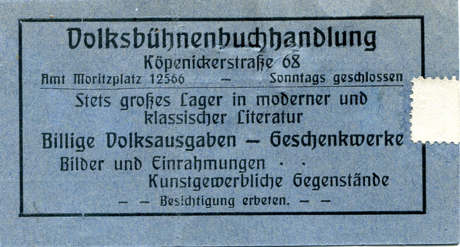 Volksbühnenbuchhandlung
Köpenickerstraße 68
Amt Moritzplatz 12566 — Sonntags geschlossen
Stets großes Lager in moderner und
klassischer Literatur
Billige Volksausgaben — Geschenkwerke
Bilder und Einrahmungen · ·
Kunstgewerbliche Gegenstände
– – Besichtigung erbeten. – –